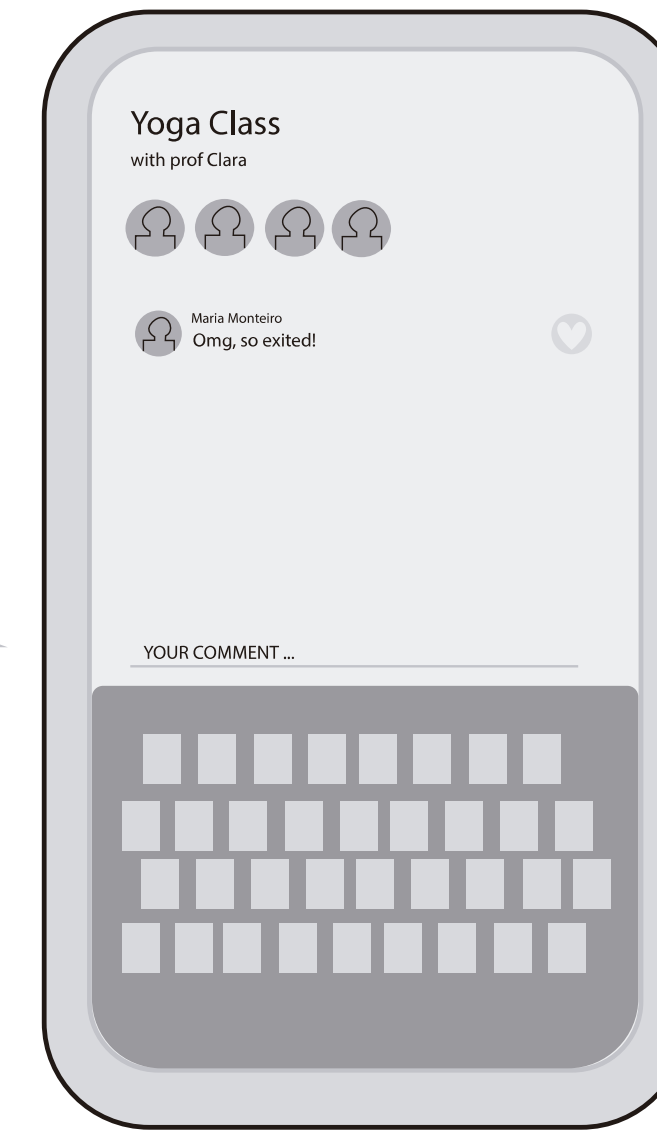 Yoga Class
with prof Clara
Maria Monteiro
Omg, so exited!
YOUR COMMENT ...